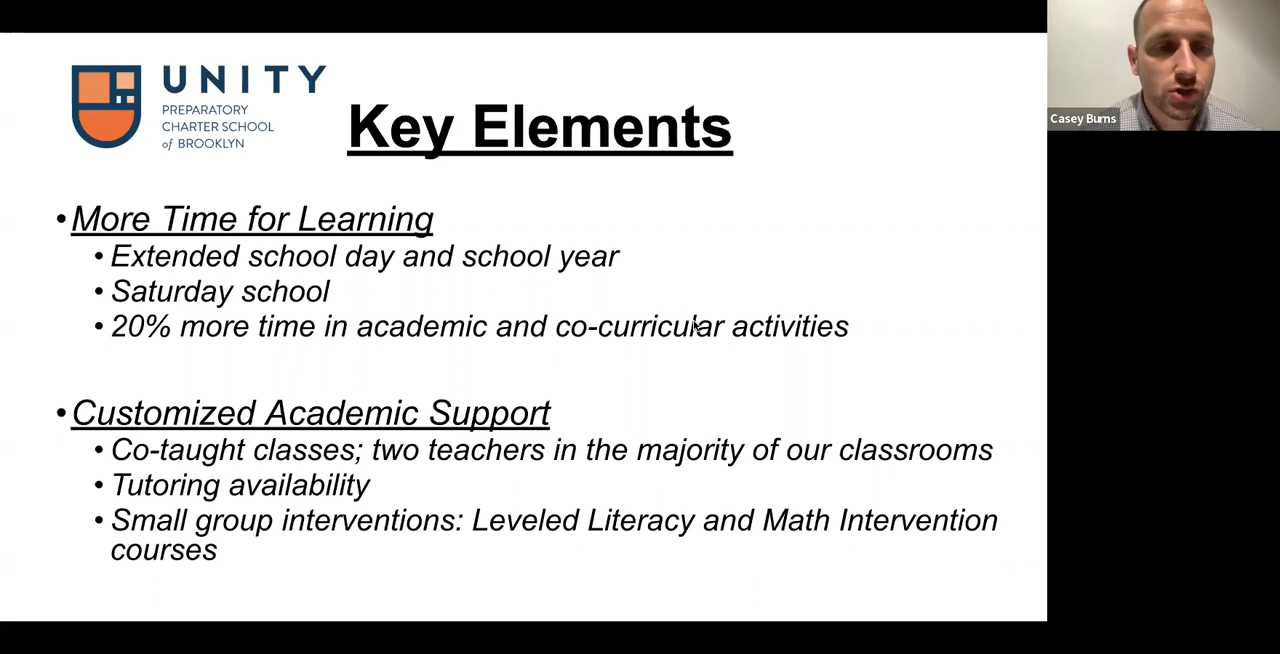 UNITY
PREPARATORY
CHARTER SCHOOL
of BROOKLYN
Key Elements
•More Time for Learning
• Extended school day and school year
• Saturday school
• 20% more time in academic and co-curricular activities
•Customized Academic Support
• Co-taught classes; two teachers in the majority of our classrooms
• Tutoring availability
• Small group interventions: Leveled Literacy and Math Intervention
courses
Casey Burns